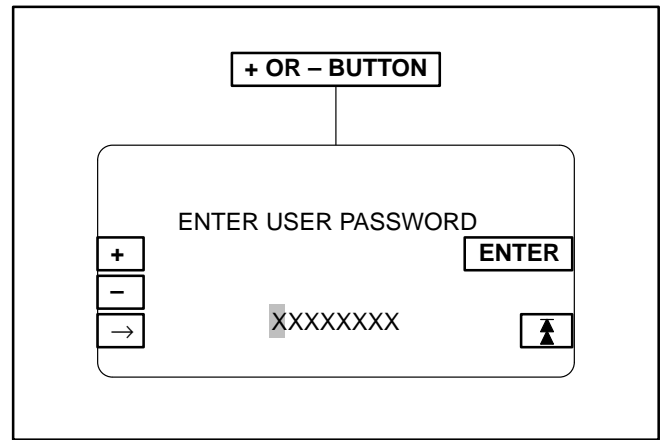 + OR – BUTTON
ENTER USER PASSWORD
+
ENTER
–
→
XXXXXXXX